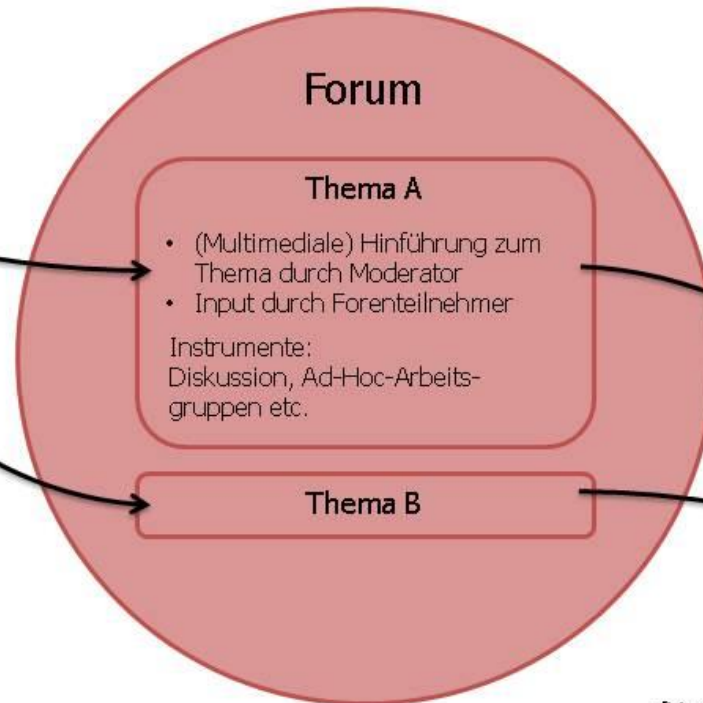 Forum
Thema A
• (Multimediale) Hinführung zum
Thema durch Moderator
• Input durch Forenteilnehmer
Instrumente:
Diskussion, Ad-Hoc-Arbeits-
gruppen etc.
Thema B